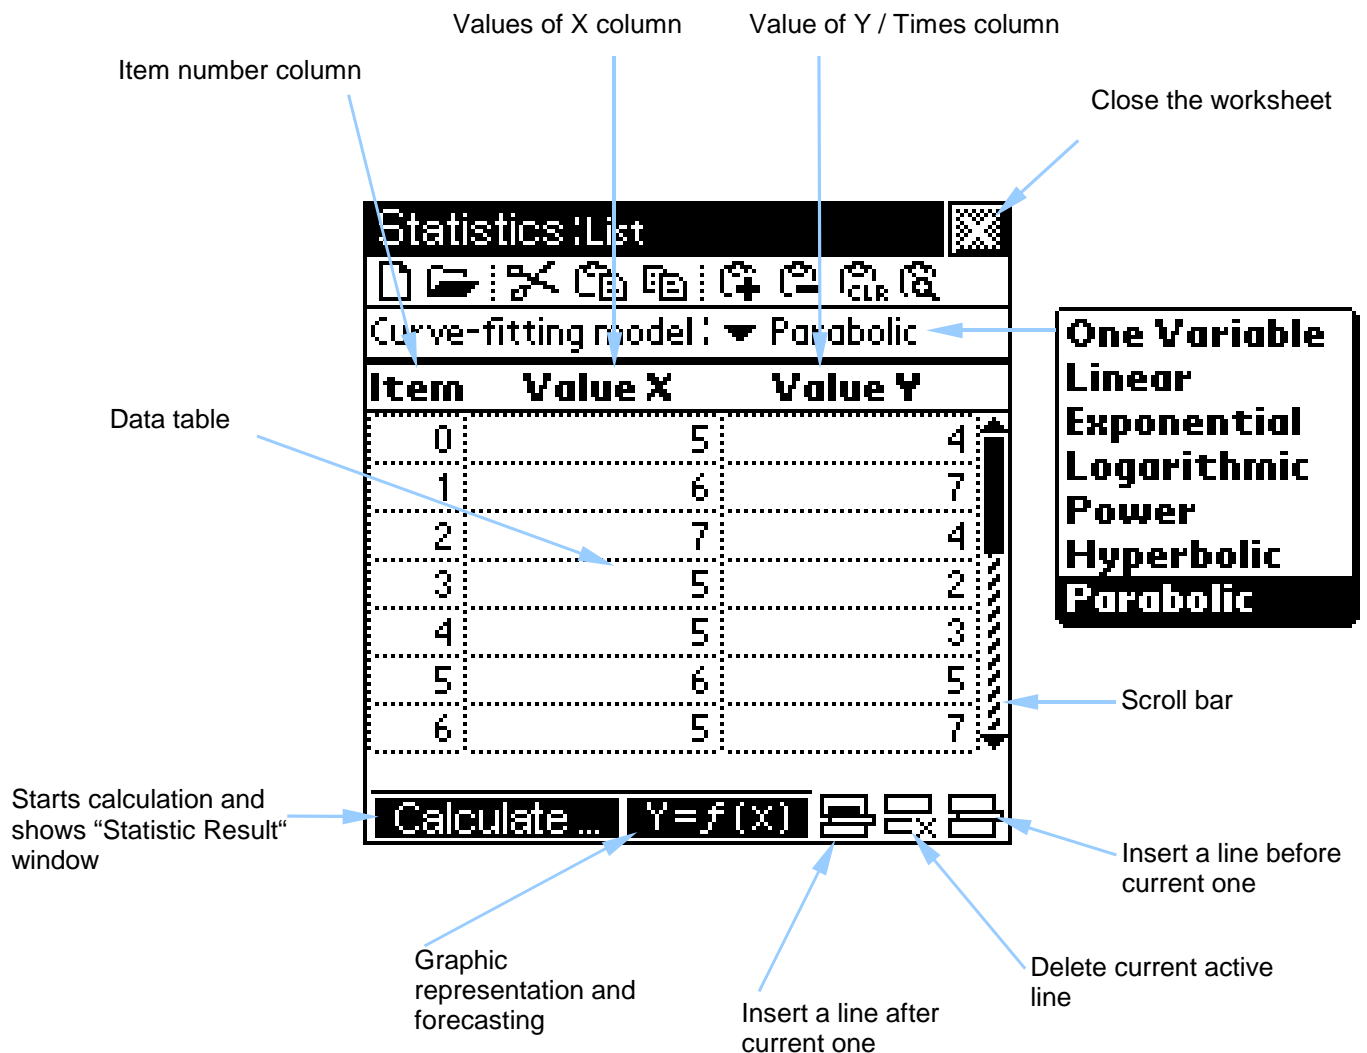 Values of X column
Value of Y / Times column
Item number column
Close the worksheet
Statistics :List
CLR
Curve-fitting model : Parabolic
One Variable
Linear
Exponential
Logarithmic
Power
Hyperbolic
Parabolic
Item Value X Value Y
Data table
0 5 4
1 6 7
2 7 4
3 5 2
4 5 3
5 6 5
6 5 7
Scroll bar
Starts calculation and
shows “Statistic Result“
window
Calculate ... Y=f(x)
Insert a line before
current one
Graphic
representation and
forecasting
Delete current active
line
Insert a line after
current one